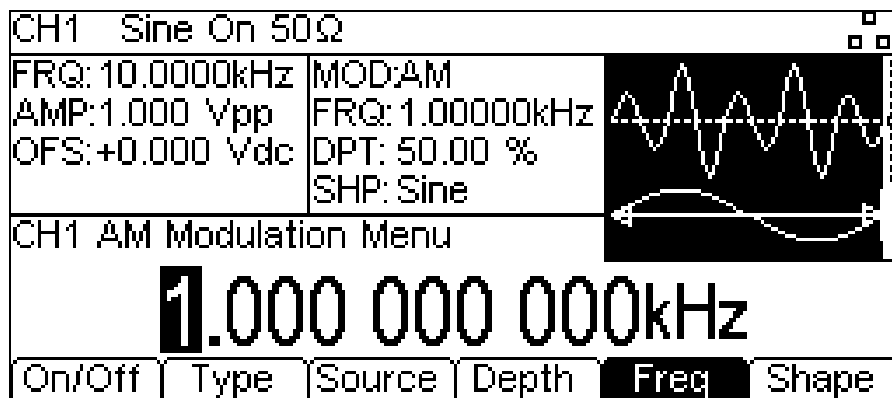 CH1 Sine On 50Ω
FRQ: 10.0000kHz
AMP:1.000 Vpp
OFS:+0.000 Vdc
MOD:AM
FRQ: 1.00000kHz
DPT: 50.00 %
SHP: Sine
CH1 AM Modulation Menu
1.000 000 000kHz
On/Off Type Source Depth Freq Shape